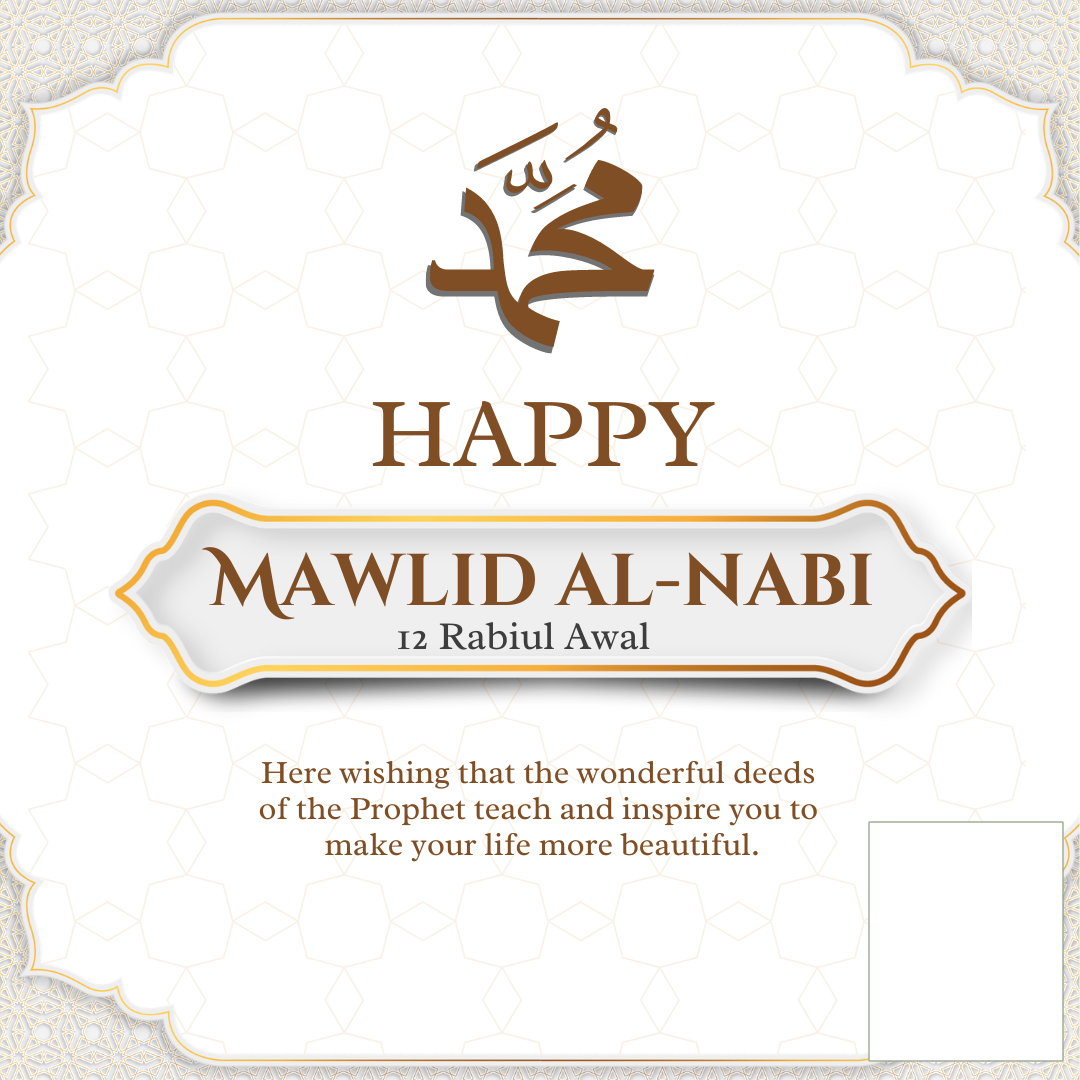 مُحَمَّد
HAPPY
MAWLID AL-NABI
12 Rabiul Awal
Here wishing that the wonderful deeds
of the Prophet teach and inspire you to
make your life more beautiful.